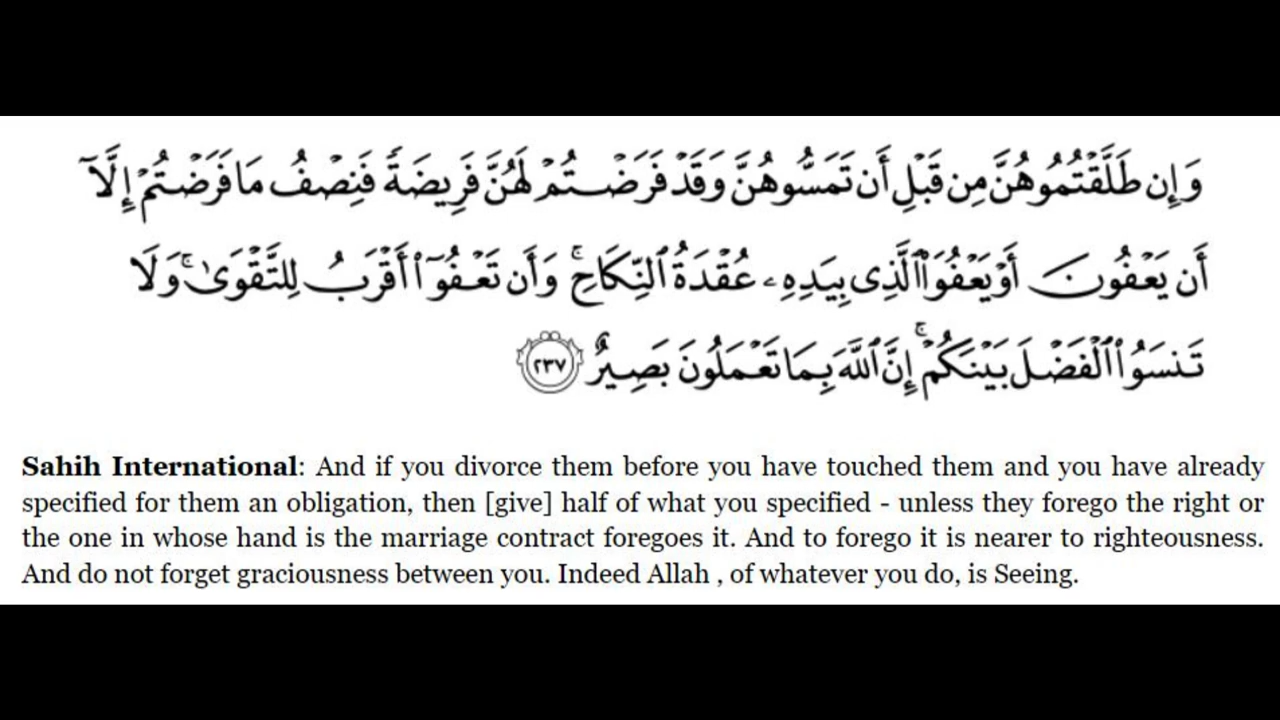 وَإِن طَلَّقْتُمُوهُنَّ مِن قَبْلِ أَن تَمَسُّوهُنَّ وَقَدْ فَرَضْتُمْ لَهُنَّ فَرِيضَةً فَنِصْفُ مَا فَرَضْتُمْ إِلَّآ
أَن يَعْفُونَ أَوْ يَعْفُوَا۟ ٱلَّذِى بِيَدِهِۦ عُقْدَةُ ٱلنِّكَاحِ ۚ وَأَن تَعْفُوٓا۟ أَقْرَبُ لِلتَّقْوَىٰ ۚ وَلَا
تَنسَوُا۟ ٱلْفَضْلَ بَيْنَكُمْ ۚ إِنَّ ٱللَّهَ بِمَا تَعْمَلُونَ بَصِيرٌ ٢٣٧
Sahih International: And if you divorce them before you have touched them and you have already
specified for them an obligation, then [give] half of what you specified - unless they forego the right or
the one in whose hand is the marriage contract foregoes it. And to forego it is nearer to righteousness.
And do not forget graciousness between you. Indeed Allah , of whatever you do, is Seeing.